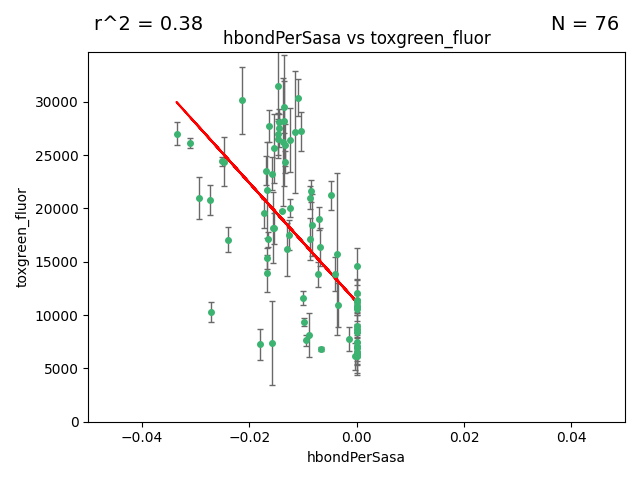 r^2 = 0.38
N = 76
hbondPerSasa vs toxgreen_fluor
30000
25000
20000
15000
10000
5000
0
toxgreen_fluor
−0.04
−0.02
0.00
0.02
0.04
hbondPerSasa